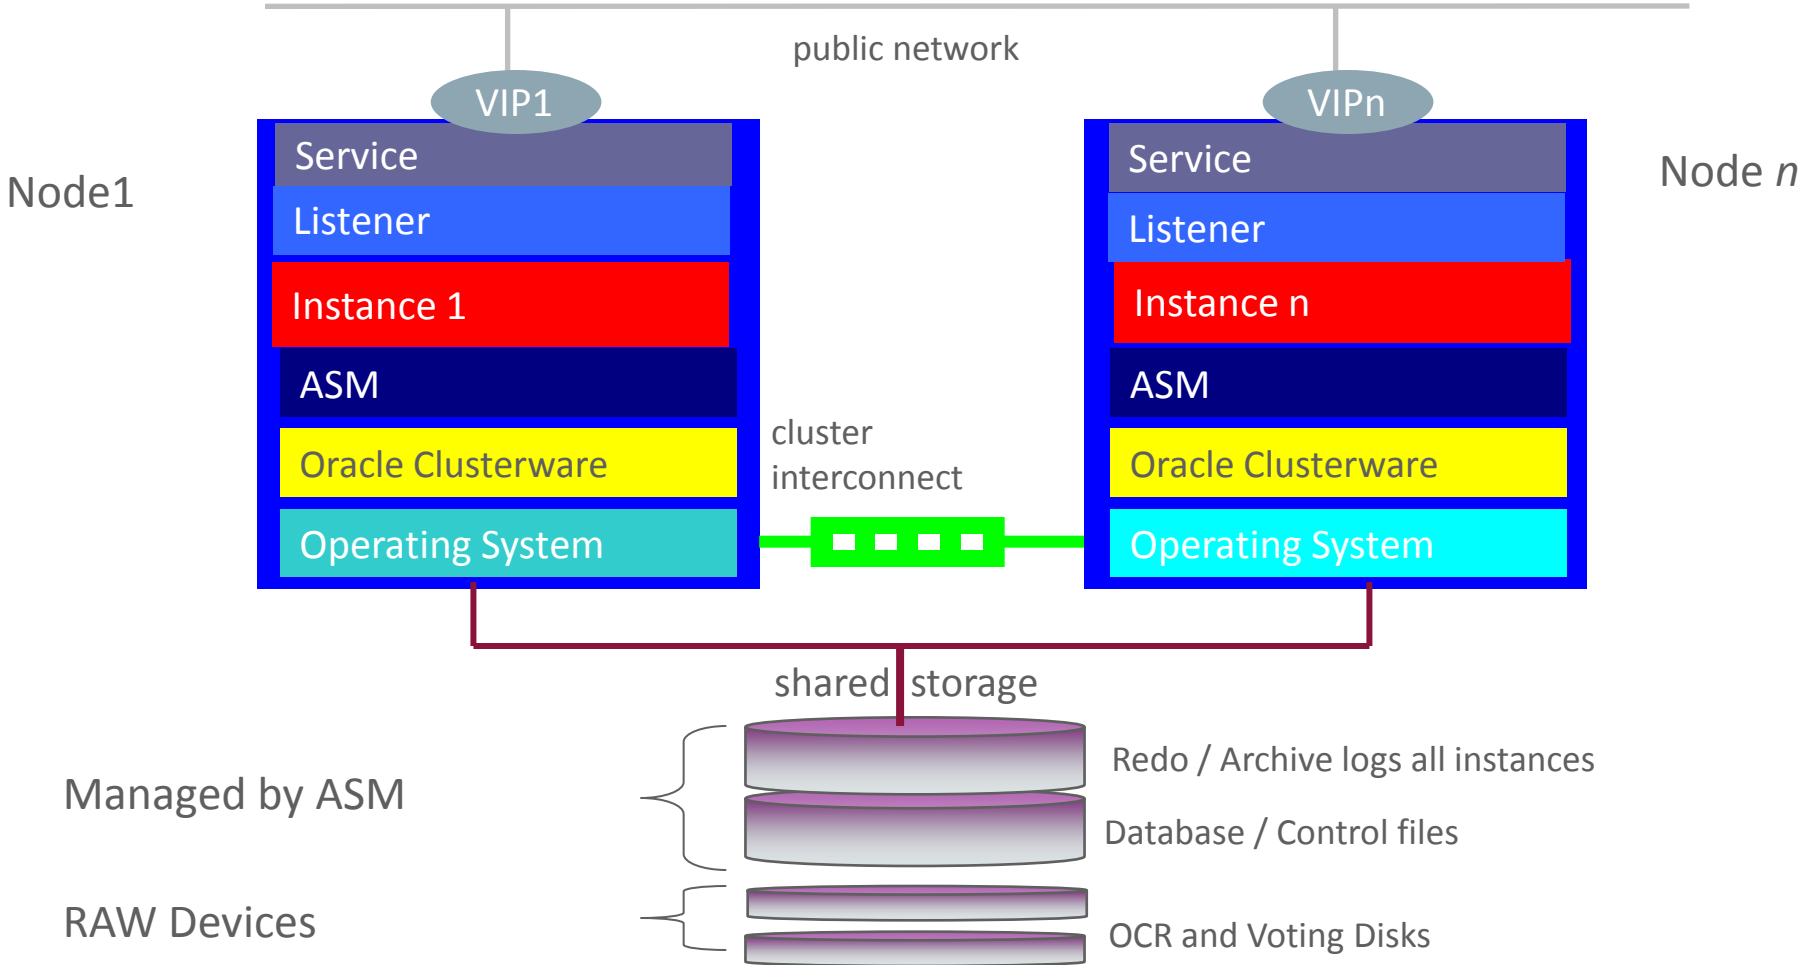 public network
VIP1
VIPn
Node1
Service
Listener
Instance 1
ASM
Oracle Clusterware
Operating System
cluster
interconnect
Service
Listener
Instance n
ASM
Oracle Clusterware
Operating System
Node n
shared storage
Managed by ASM
Redo / Archive logs all instances
Database / Control files
RAW Devices
OCR and Voting Disks